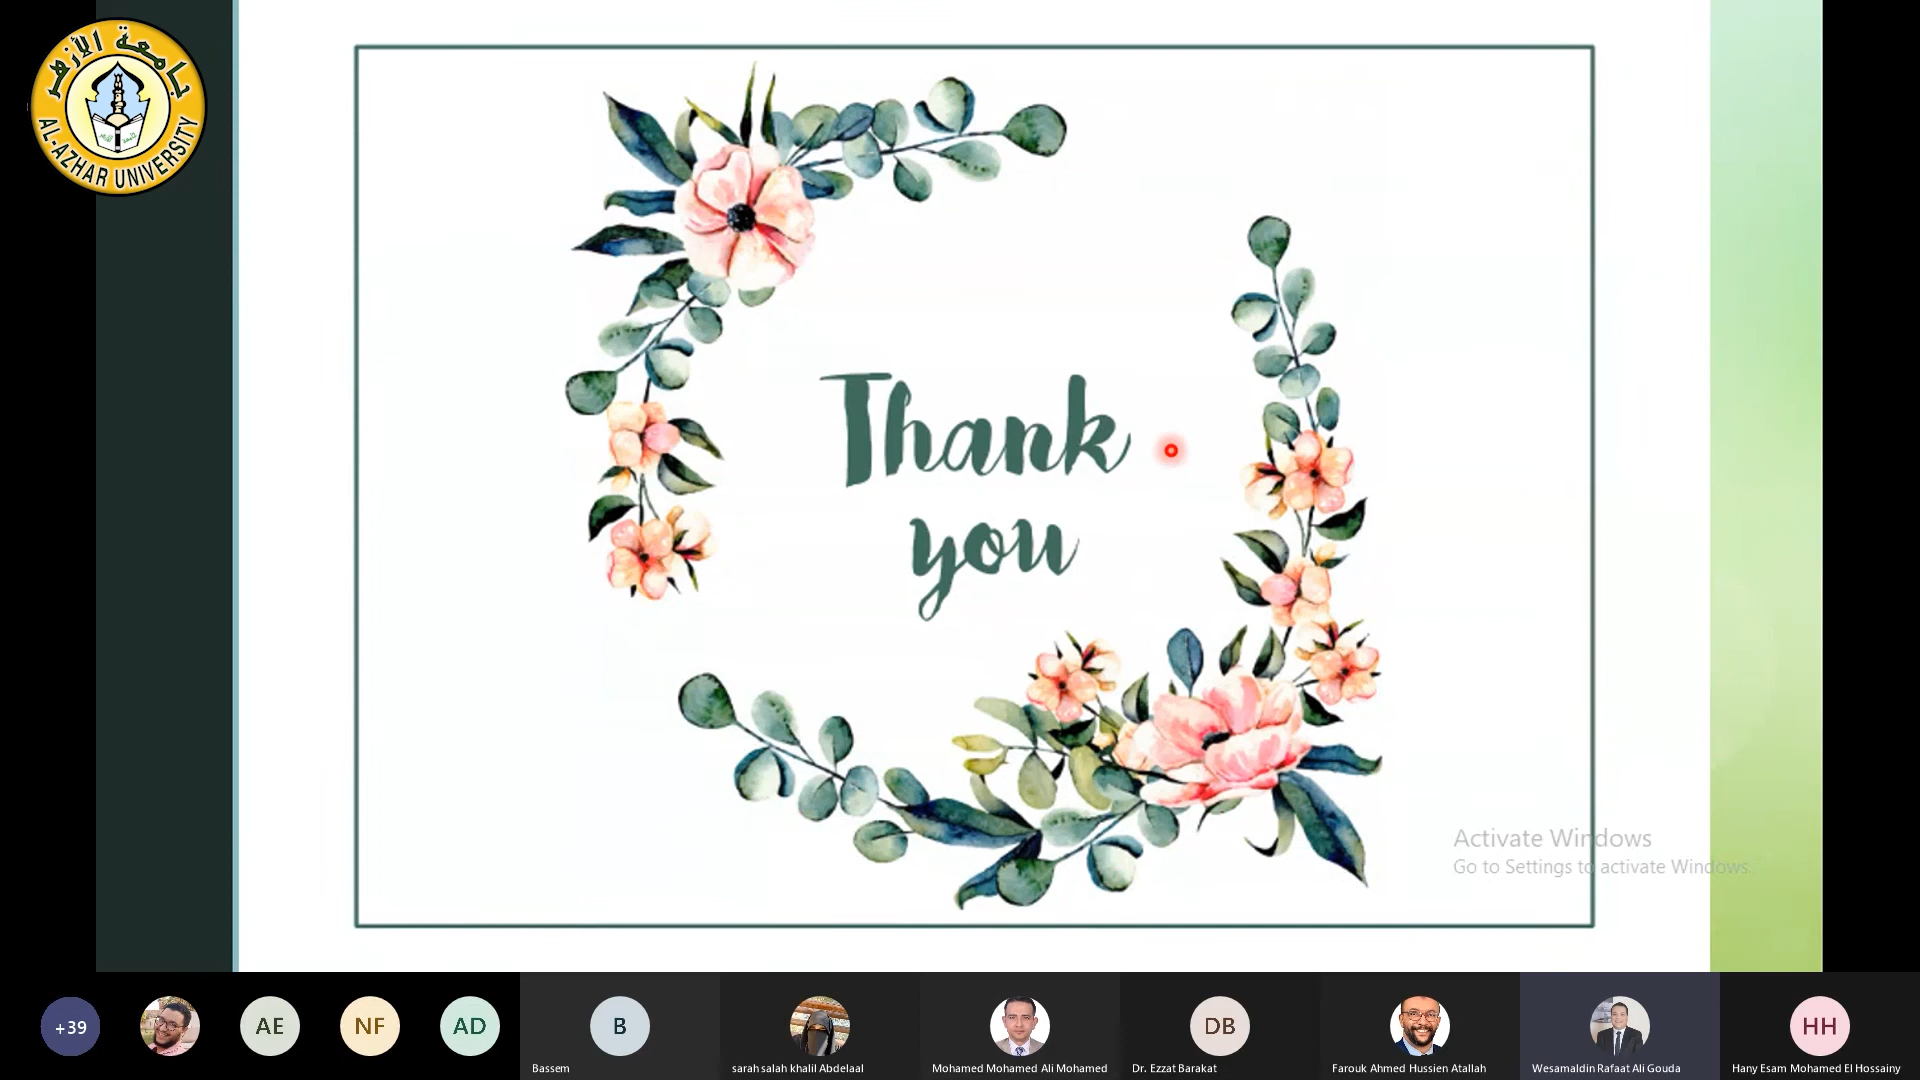 جامعة الأزهر
AL-AZHAR UNIVERSITY
Thank
you
Activate Windows
Go to Settings to activate Windows.
+39
AE
NF
AD
B
DB
HH
Bassem
sarah salah khalil Abdelaal
Mohamed Mohamed Ali Mohamed
Dr. Ezzat Barakat
Farouk Ahmed Hussien Atallah
Wesamaldin Rafaat Ali Gouda
Hany Esam Mohamed El Hossainy